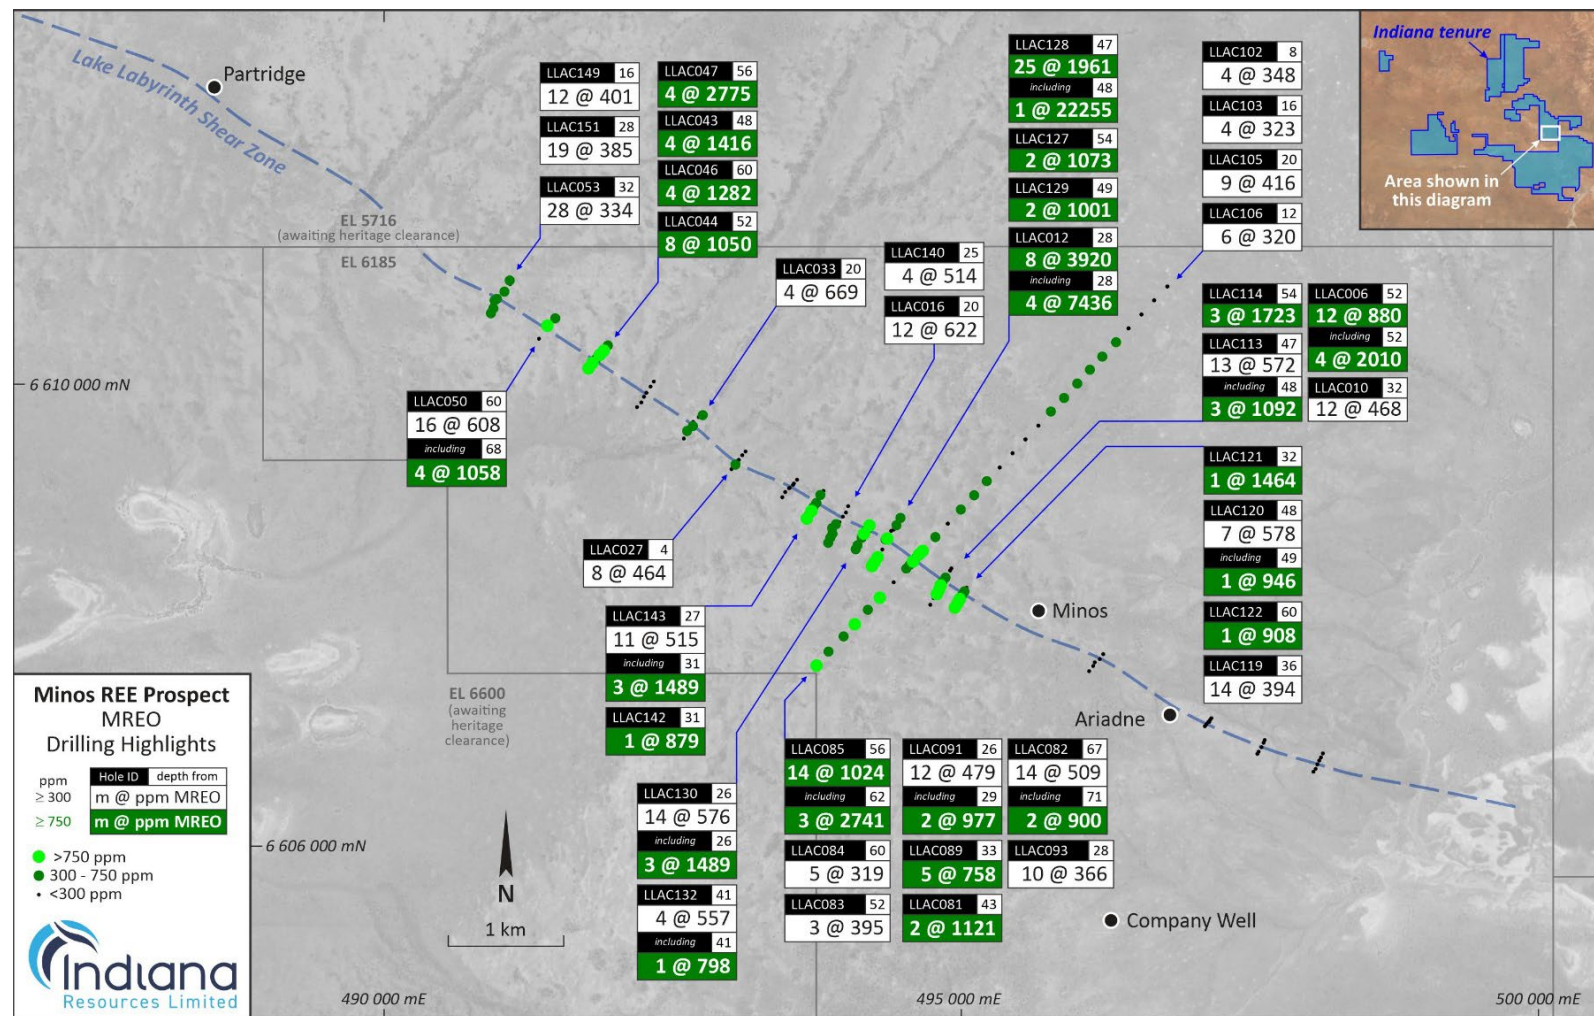 Partridge
Lake Labyrinth Shear Zone
EL 5716
(awaiting heritage clearance)
EL 6185
LLAC149 16
12 @ 401
LLAC151 28
19 @ 385
LLAC053 32
28 @ 334
LLAC047 56
4 @ 2775
LLAC043 48
4 @ 1416
LLAC046 60
4 @ 1282
LLAC044 52
8 @ 1050
LLAC033 20
4 @ 669
LLAC140 25
4 @ 514
LLAC016 20
12 @ 622
LLAC128 47
25 @ 1961
including 48
1 @ 22255
LLAC127 54
2 @ 1073
LLAC129 49
2 @ 1001
LLAC012 28
8 @ 3920
including 28
4 @ 7436
LLAC102 8
4 @ 348
LLAC103 16
4 @ 323
LLAC105 20
9 @ 416
LLAC106 12
6 @ 320
Indiana tenure
Area shown in
this diagram
LLAC114 54
3 @ 1723
LLAC113 47
13 @ 572
including 48
3 @ 1092
LLAC006 52
12 @ 880
including 52
4 @ 2010
LLAC010 32
12 @ 468
6 610 000 mN
LLAC050 60
16 @ 608
including 68
4 @ 1058
LLAC027 4
8 @ 464
LLAC121 32
1 @ 1464
LLAC120 48
7 @ 578
including 49
1 @ 946
LLAC122 60
1 @ 908
LLAC119 36
14 @ 394
LLAC143 27
11 @ 515
including 31
3 @ 1489
LLAC142 31
1 @ 879
Minos
Ariadne
Company Well
EL 6600
(awaiting
heritage
clearance)
LLAC130 26
14 @ 576
including 26
3 @ 1489
LLAC132 41
4 @ 557
including 41
1 @ 798
LLAC085 56
14 @ 1024
including 62
3 @ 2741
LLAC084 60
5 @ 319
LLAC083 52
3 @ 395
LLAC091 26
12 @ 479
including 29
2 @ 977
LLAC089 33
5 @ 758
LLAC081 43
2 @ 1121
LLAC082 67
14 @ 509
including 71
2 @ 900
LLAC093 28
10 @ 366
Minos REE Prospect
MREO
Drilling Highlights
ppm Hole ID depth from
≥ 300 m @ ppm MREO
≥ 750 m @ ppm MREO
>750 ppm
300 - 750 ppm
<300 ppm
Indiana
Resources Limited
6 606 000 mN
N
1 km
490 000 mE
495 000 mE
500 000 mE